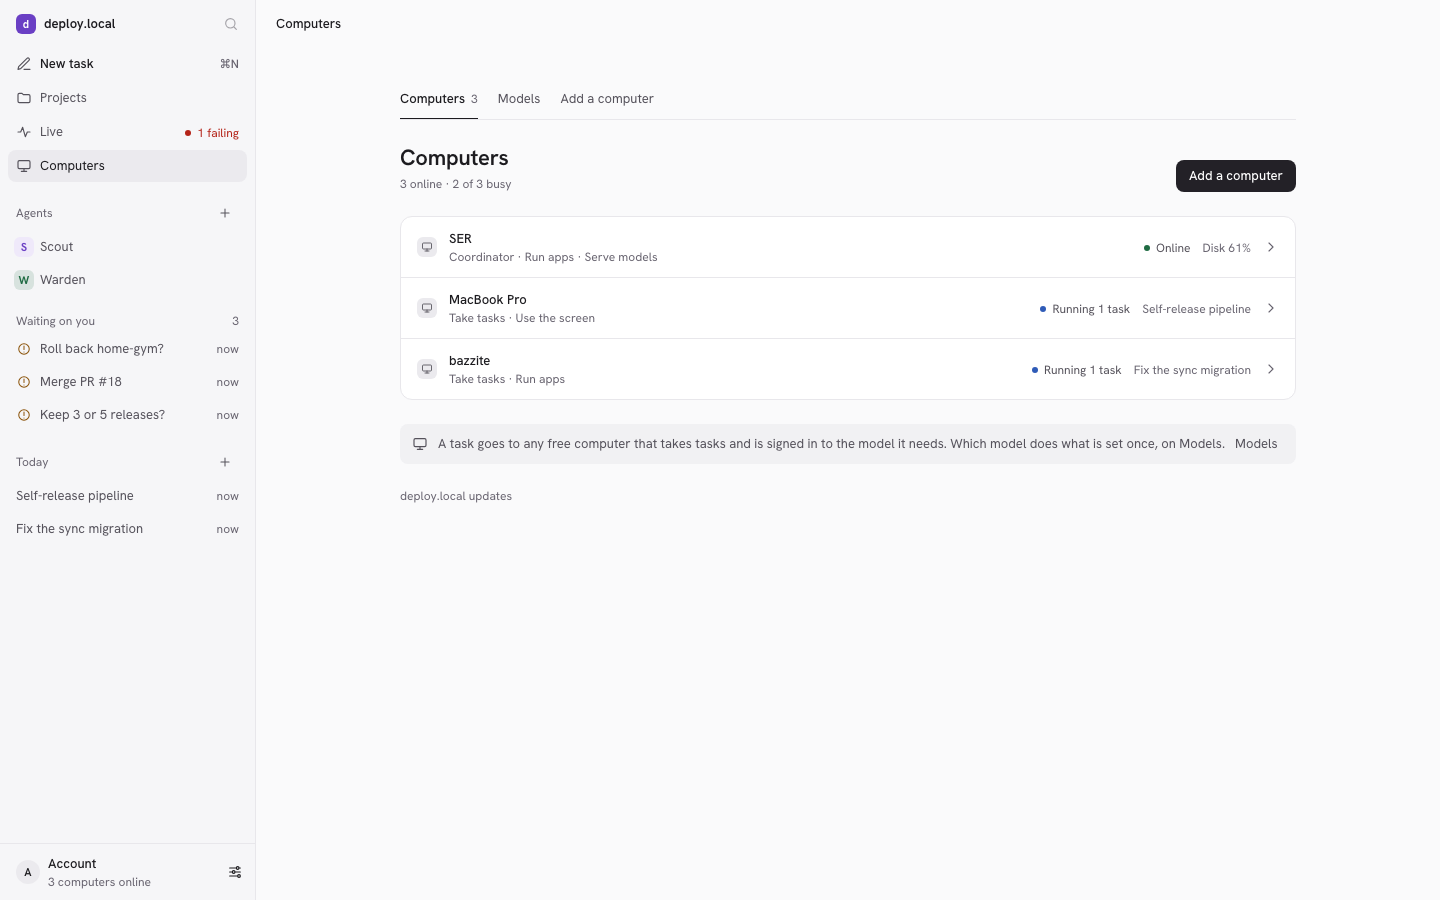 d deploy.local
New task ⌘N
Projects
Live 1 failing
Computers
Agents
S Scout
W Warden
Waiting on you 3
Roll back home-gym? now
Merge PR #18 now
Keep 3 or 5 releases? now
Today
Self-release pipeline now
Fix the sync migration now
A Account
3 computers online
Computers
Computers 3 Models Add a computer
Computers
3 online · 2 of 3 busy
Add a computer
SER
Coordinator · Run apps · Serve models
Online Disk 61%
MacBook Pro
Take tasks · Use the screen
Running 1 task Self-release pipeline
bazzite
Take tasks · Run apps
Running 1 task Fix the sync migration
A task goes to any free computer that takes tasks and is signed in to the model it needs. Which model does what is set once, on Models. Models
deploy.local updates